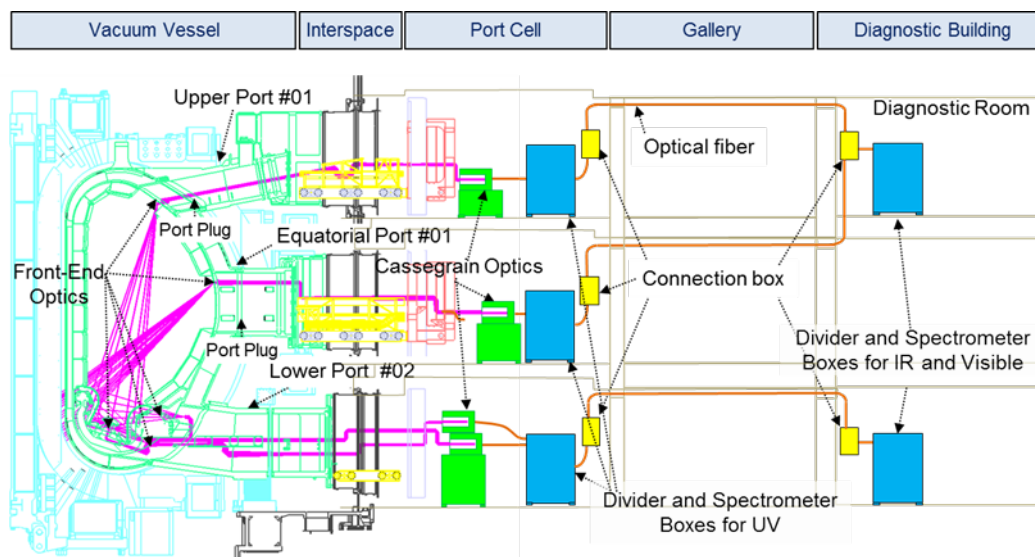 Vacuum Vessel
Interspace
Port Cell
Gallery
Diagnostic Building
Upper Port #01
Diagnostic Room
Optical fiber
Port Plug
Equatorial Port #01
Front-End
Optics
Cassegrain Optics
Connection box
Port Plug
Divider and Spectrometer
Boxes for IR and Visible
Lower Port #02
Divider and Spectrometer
Boxes for UV